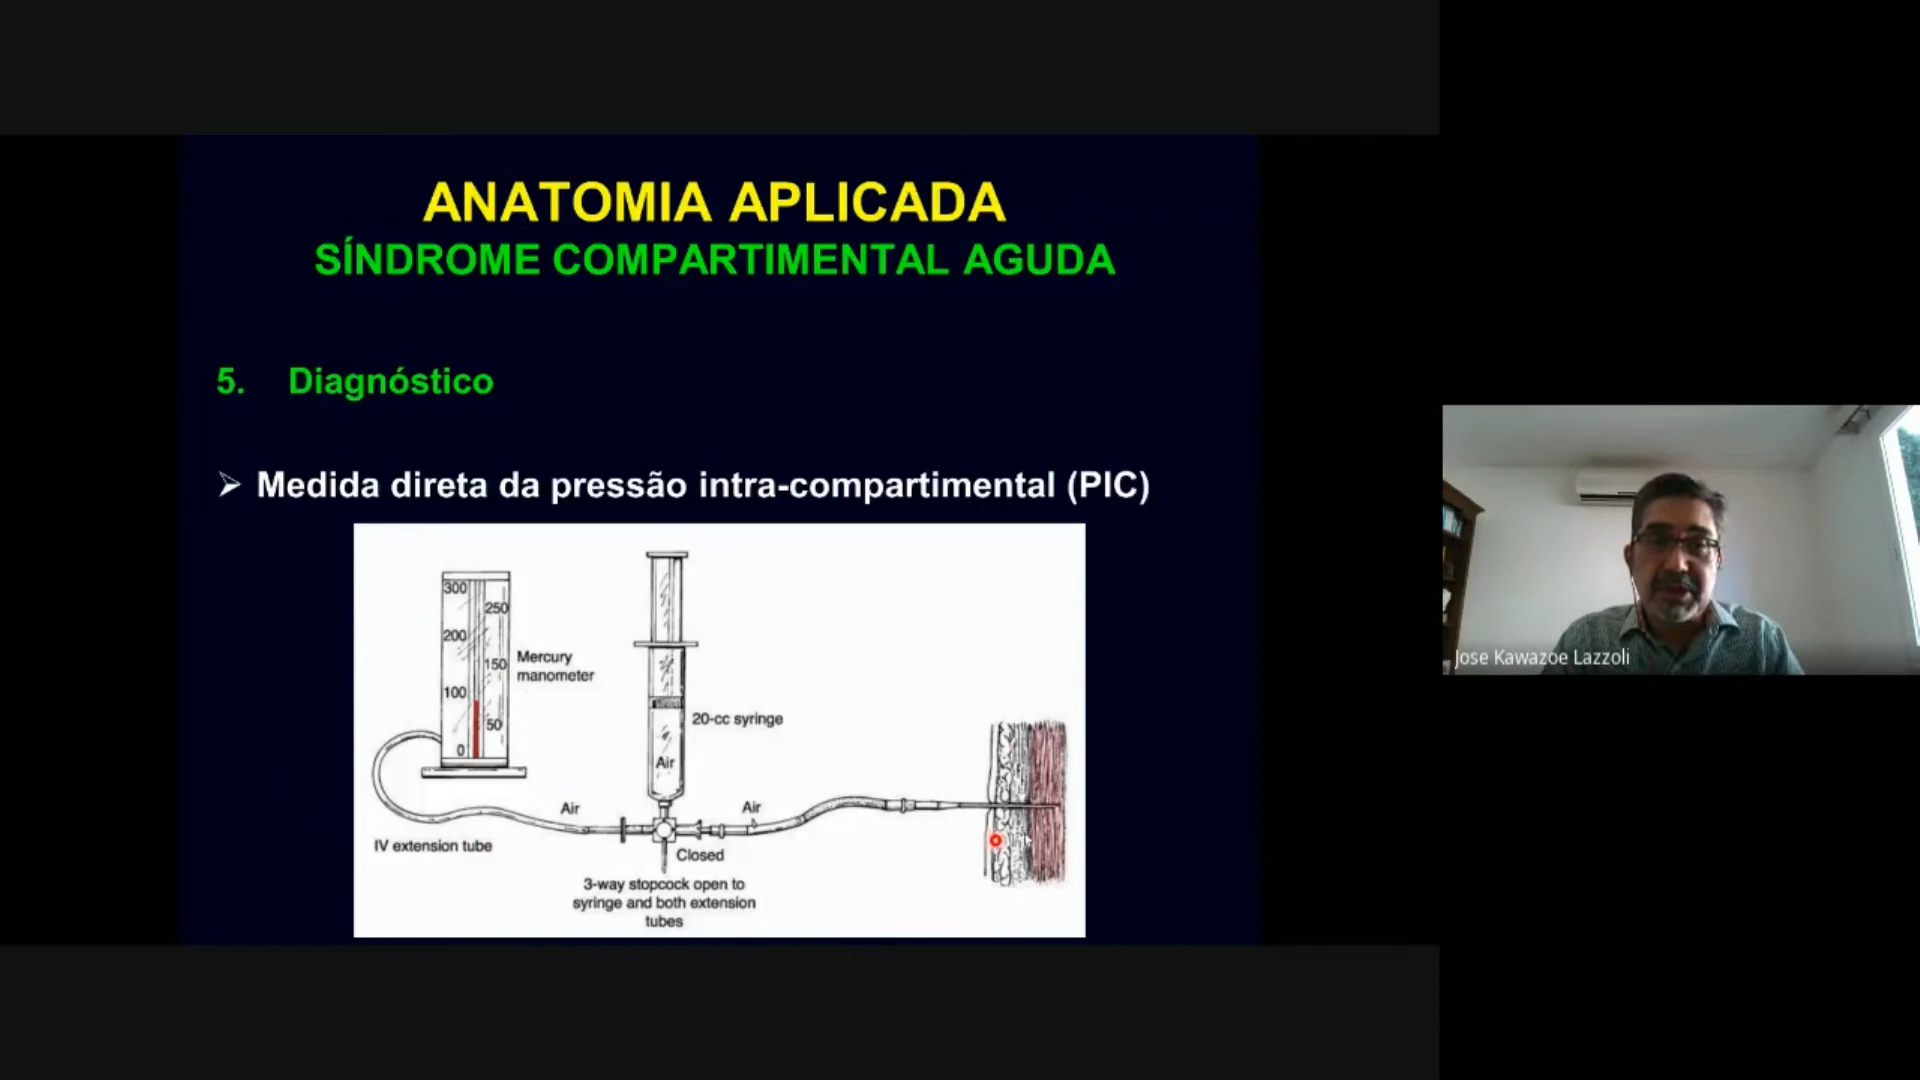 ANATOMIA APLICADA
SÍNDROME COMPARTIMENTAL AGUDA
5. Diagnóstico
➢ Medida direta da pressão intra-compartimental (PIC)
300
250
200
150
100
50
0
Mercury
manometer
20-cc syringe
Air
Air
Air
IV extension tube
Closed
3-way stopcock open to
syringe and both extension
tubes
Jose Kawazoe Lazzoli